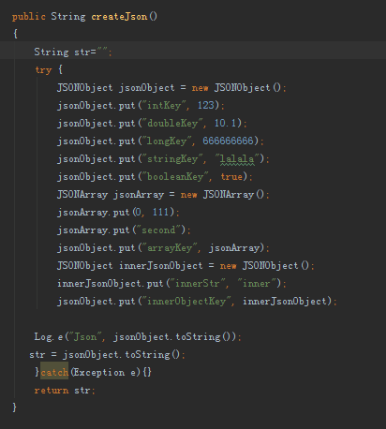 public String createJson()
{
String str="";
try {
JSONObject jsonObject = new JSONObject();
jsonObject.put("intKey", 123);
jsonObject.put("doubleKey", 10.1);
jsonObject.put("longKey", 666666666);
jsonObject.put("stringKey", "lalala");
jsonObject.put("booleanKey", true);
JSONArray jsonArray = new JSONArray();
jsonArray.put(0, 111);
jsonArray.put("second");
jsonObject.put("arrayKey", jsonArray);
JSONObject innerJsonObject = new JSONObject();
innerJsonObject.put("innerStr", "inner");
jsonObject.put("innerObjectKey", innerJsonObject);
Log.e("Json", jsonObject.toString());
str = jsonObject.toString();
}catch(Exception e){}
return str;
}